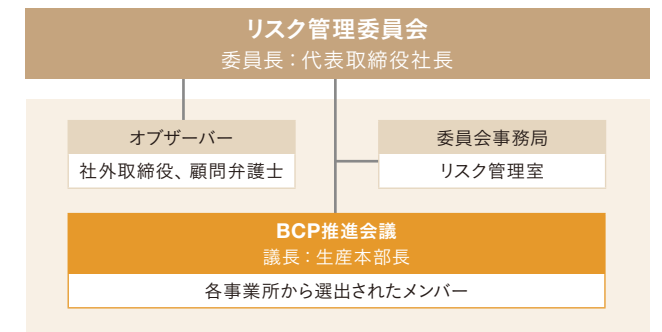 リスク管理委員会
委員長：代表取締役社長
オブザーバー
社外取締役、顧問弁護士
委員会事務局
リスク管理室
BCP推進会議
議長：生産本部長
各事業所から選出されたメンバー